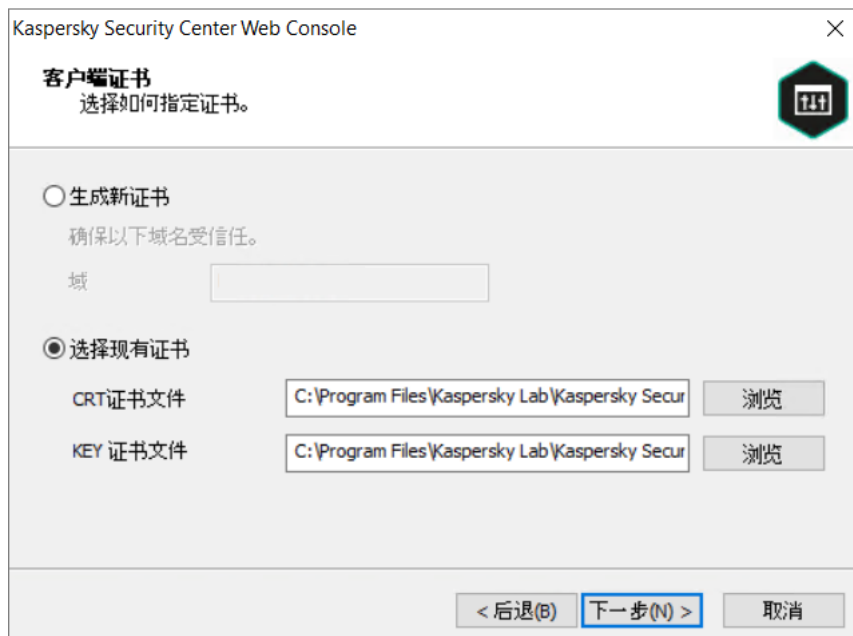 Kaspersky Security Center Web Console
客户端证书
选择如何指定证书。
生成新证书
确保以下域名受信任。
域
选择现有证书
CRT证书文件 C:\Program Files\Kaspersky Lab\Kaspersky Secur 浏览
KEY 证书文件 C:\Program Files\Kaspersky Lab\Kaspersky Secur 浏览
< 后退(B) 下一步(N) > 取消